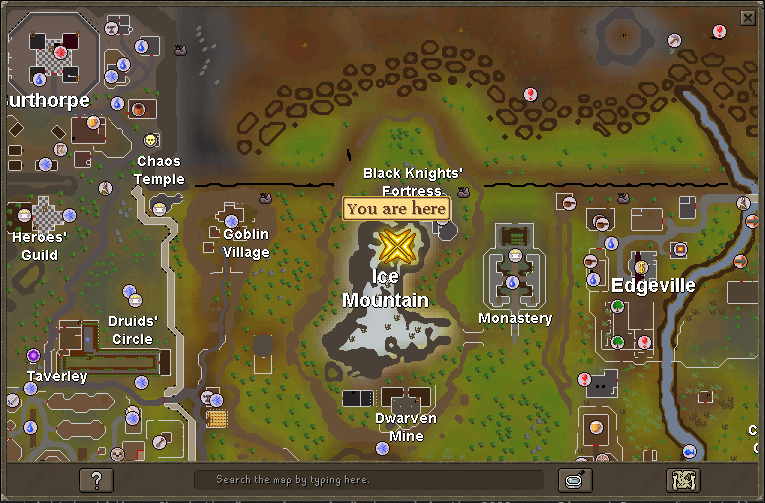 urthorpe
Chaos
Temple
Black Knights'
Fortress
You are here
Heroes'
Guild
Goblin
Village
Ice
Mountain
Edgeville
Druids'
Circle
Monastery
Taverley
Dwarven
Mine
C
?
Search the map by typing here.